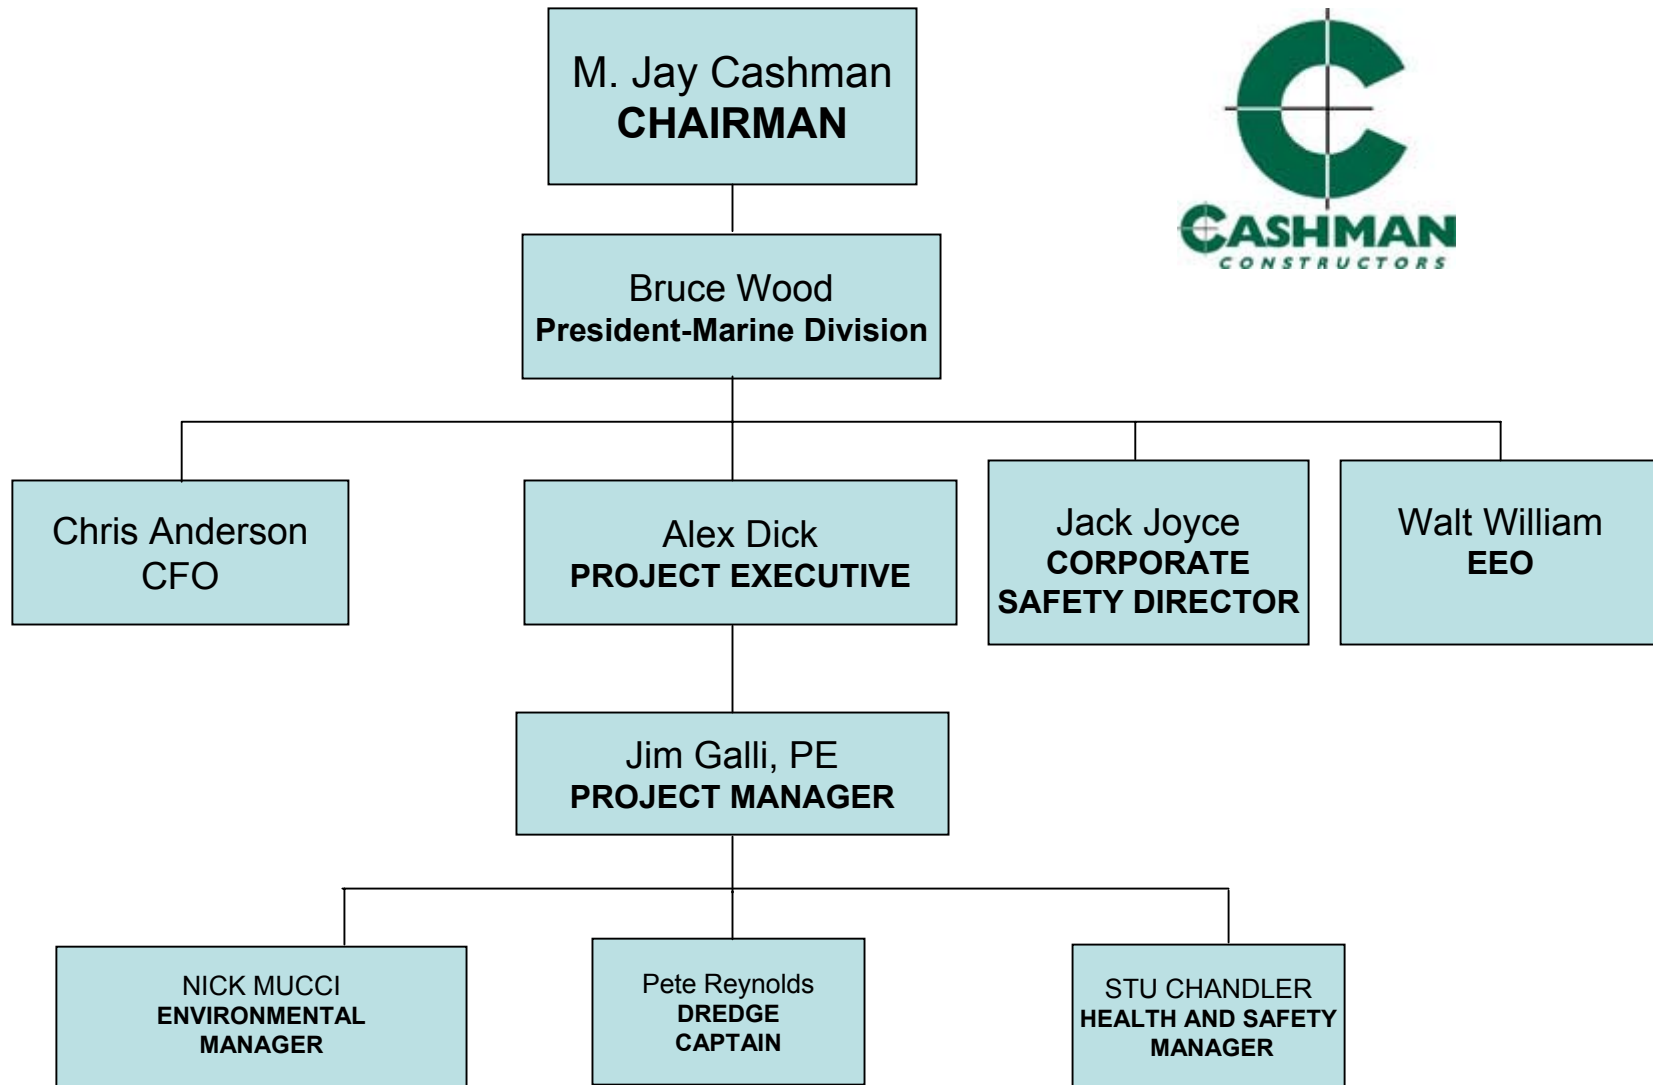 M. Jay Cashman
CHAIRMAN
CASHMAN
CONSTRUCTORS
Bruce Wood
President-Marine Division
Chris Anderson
CFO
Alex Dick
PROJECT EXECUTIVE
Jack Joyce
CORPORATE
SAFETY DIRECTOR
Walt William
EEO
Jim Galli, PE
PROJECT MANAGER
NICK MUCCI
ENVIRONMENTAL
MANAGER
Pete Reynolds
DREDGE
CAPTAIN
STU CHANDLER
HEALTH AND SAFETY
MANAGER